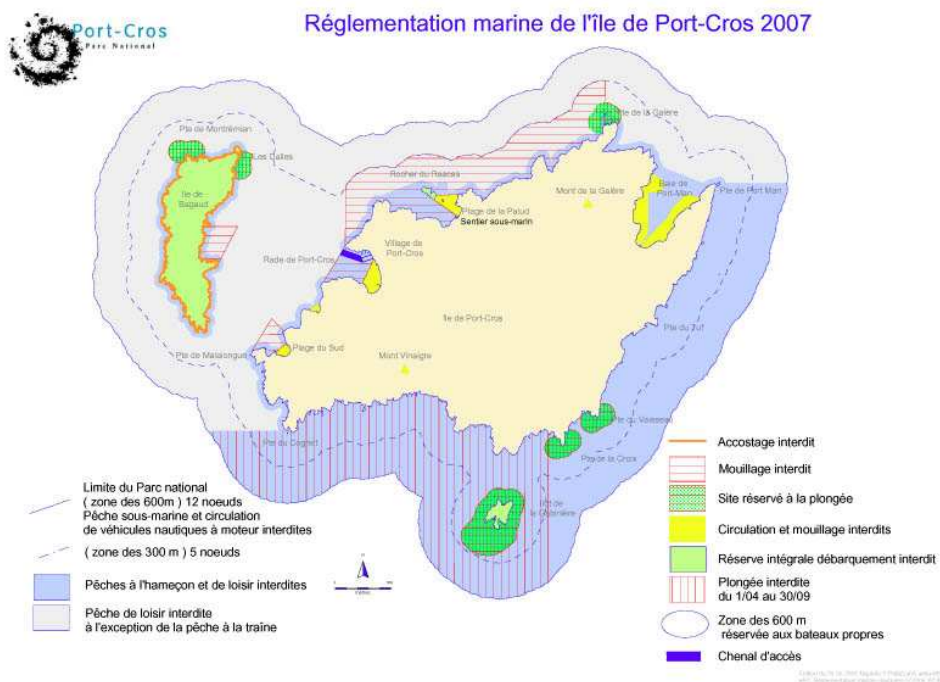 Port-Cros
Parc National
Réglementation marine de l'île de Port-Cros 2007
Pte de la Galère
Pte de Montrémian
Les Dalles
Rocher du Rascas
Mont de la Galère
Baie de
Port-Man
Pte de Port Man
Ile de
Bagaud
Plage de la Palud
Sentier sous-marin
Village de
Port-Cros
Rade de Port-Cros
Ile de Port-Cros
Pte du Tuf
Pte de Malalongue
Plage du Sud
Mont Vinaigre
Pte du Vaisseau
Pte du Cognet
Pte de la Croix
Ilot de
la Gabinière
Limite du Parc national
( zone des 600m ) 12 noeuds
Pêche sous-marine et circulation
de véhicules nautiques à moteur interdites
( zone des 300 m ) 5 noeuds
Pêches à l'hameçon et de loisir interdites
Pêche de loisir interdite
à l'exception de la pêche à la traîne
Accostage interdit
Mouillage interdit
Site réservé à la plongée
Circulation et mouillage interdits
Réserve intégrale débarquement interdit
Plongée interdite
du 1/04 au 30/09
Zone des 600 m
réservée aux bateaux propres
Chenal d'accès